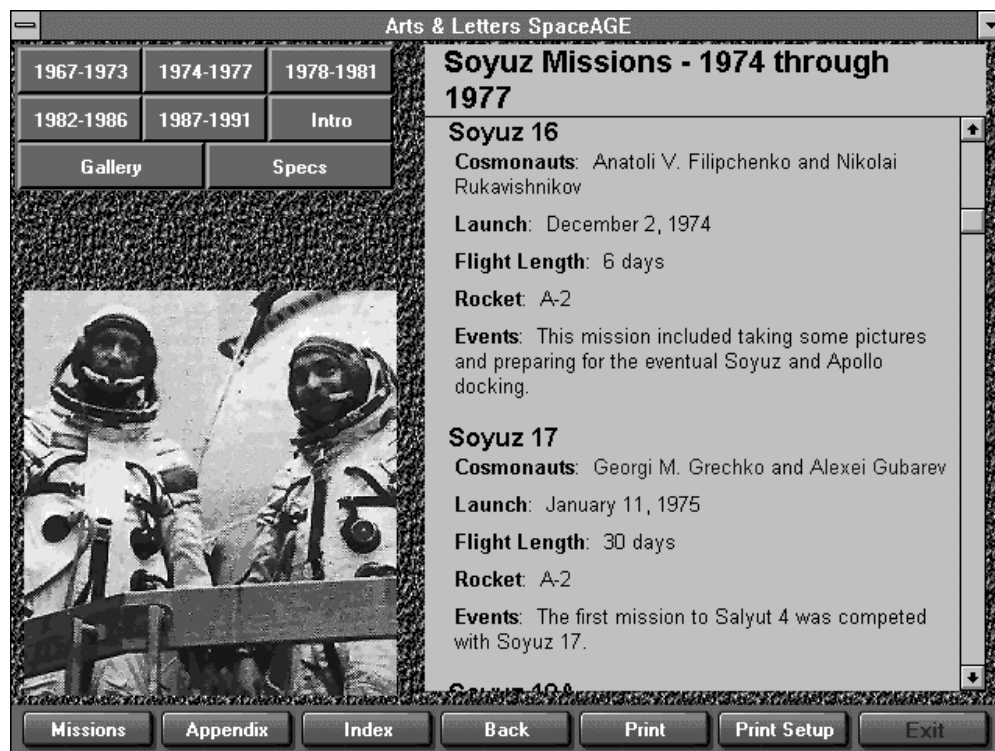 Arts & Letters SpaceAGE
1967-1973 1974-1977 1978-1981
1982-1986 1987-1991 Intro
Gallery Specs
Soyuz Missions - 1974 through
1977
Soyuz 16
Cosmonauts: Anatoli V. Filipchenko and Nikolai
Rukavishnikov
Launch: December 2, 1974
Flight Length: 6 days
Rocket: A-2
Events: This mission included taking some pictures
and preparing for the eventual Soyuz and Apollo
docking.
Soyuz 17
Cosmonauts: Georgi M. Grechko and Alexei Gubarev
Launch: January 11, 1975
Flight Length: 30 days
Rocket: A-2
Events: The first mission to Salyut 4 was competed
with Soyuz 17.
Missions Appendix Index Back Print Print Setup Exit